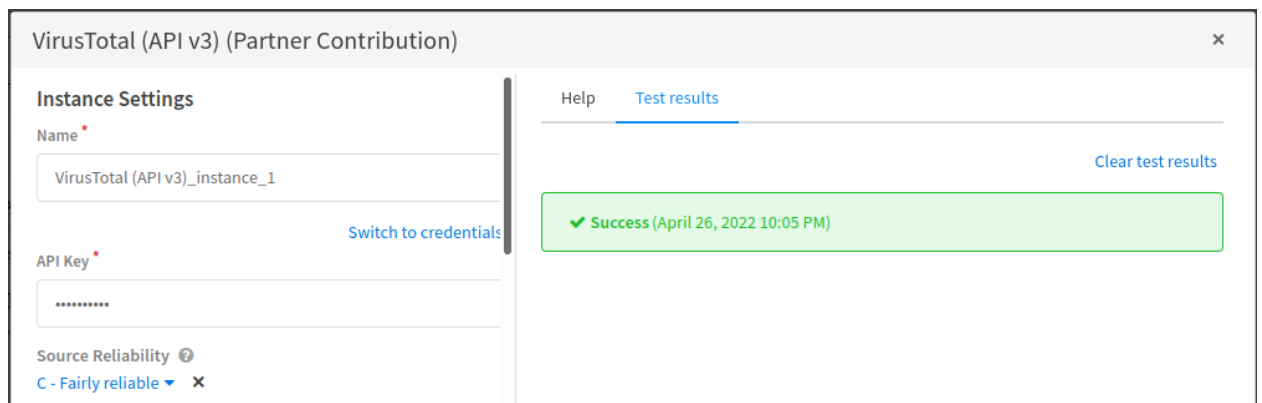 VirusTotal (API v3) (Partner Contribution)
Instance Settings
Name *
VirusTotal (API v3)_instance_1
Switch to credentials
API Key *
••••••••••
Source Reliability
C - Fairly reliable
Help Test results
Clear test results
Success (April 26, 2022 10:05 PM)